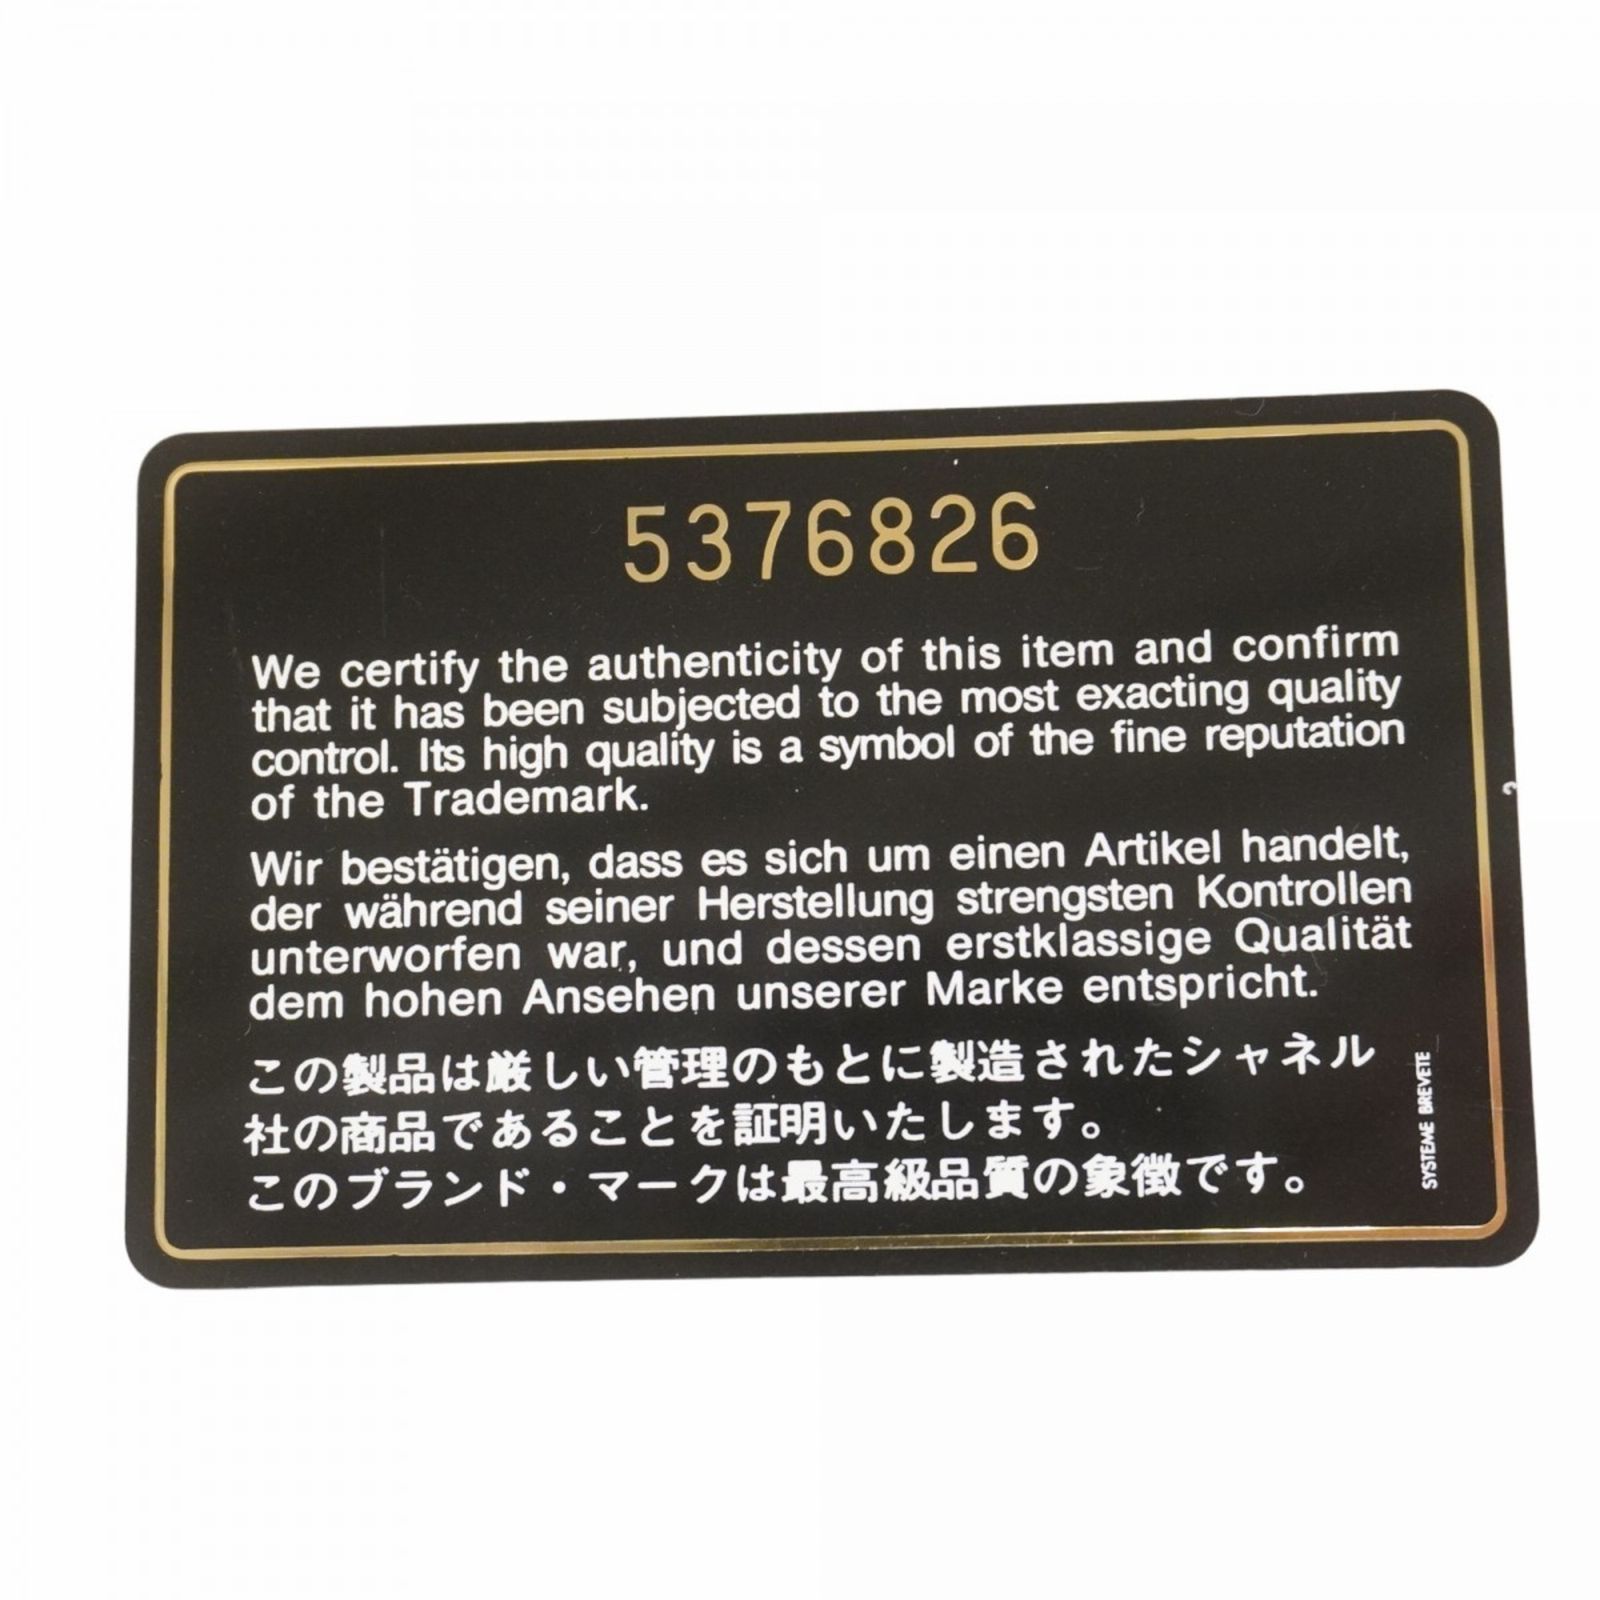 5376826
We certify the authenticity of this item and confirm
that it has been subjected to the most exacting quality
control. Its high quality is a symbol of the fine reputation
of the Trademark.
Wir bestätigen, dass es sich um einen Artikel handelt,
der während seiner Herstellung strengsten Kontrollen
unterworfen war, und dessen erstklassige Qualität
dem hohen Ansehen unserer Marke entspricht.
この製品は厳しい管理のもとに製造されたシャネル
社の商品であることを証明いたします。
このブランド・マークは最高級品質の象徴です。
SYSTEME BREVETE